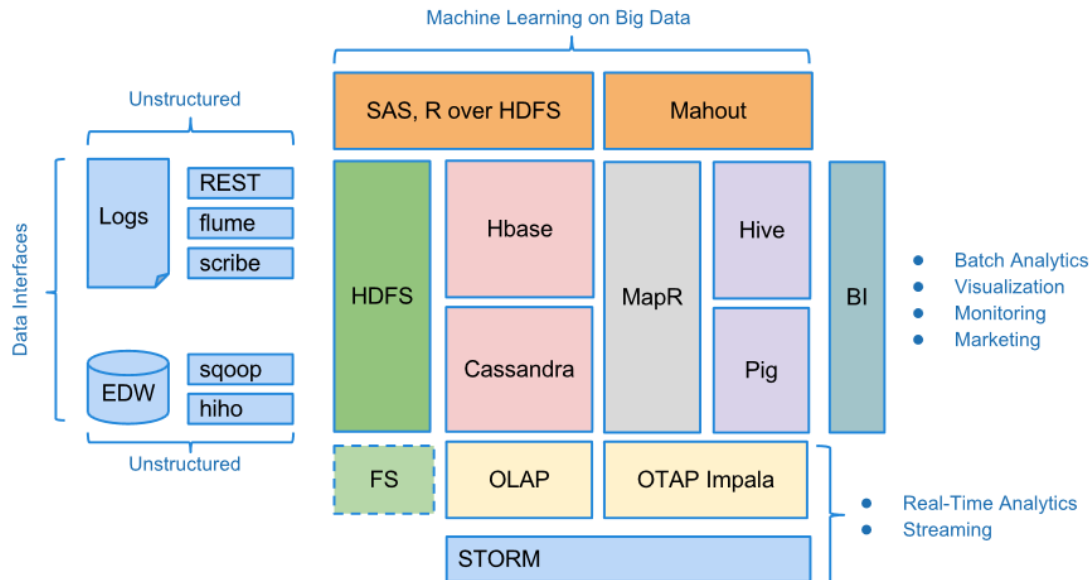 Machine Learning on Big Data
Unstructured
SAS, R over HDFS
Mahout
Data Interfaces
Logs
REST
flume
scribe
EDW
sqoop
hiho
Unstructured
HDFS
Hbase
Cassandra
MapR
Hive
Pig
BI
Batch Analytics
Visualization
Monitoring
Marketing
FS
OLAP
OTAP Impala
STORM
Real-Time Analytics
Streaming